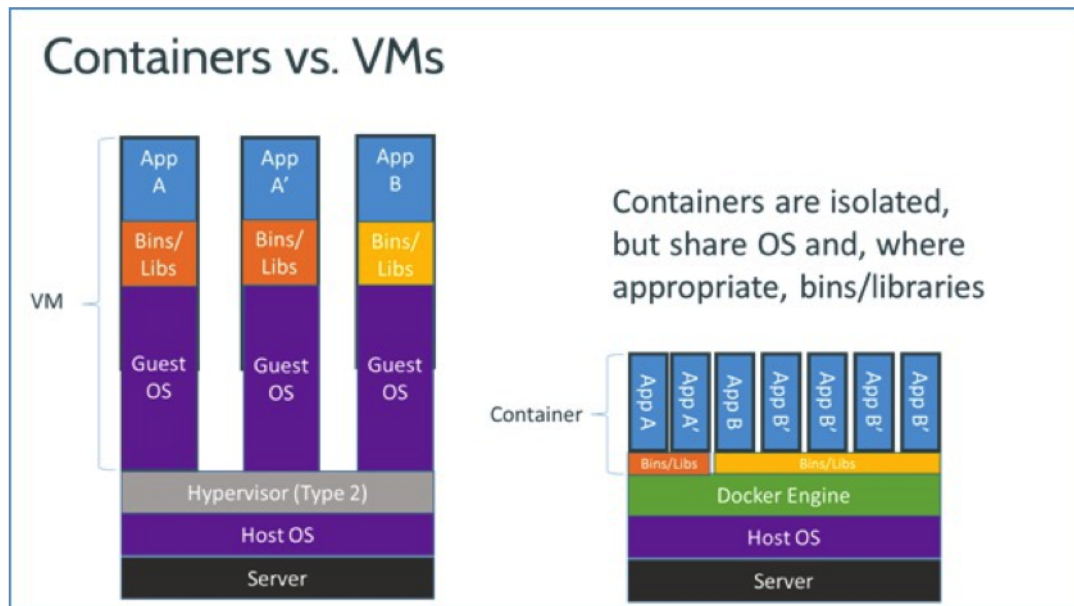 Containers vs. VMs
VM
App
A
Bins/
Libs
Guest
OS
App
A’
Bins/
Libs
Guest
OS
App
B
Bins/
Libs
Guest
OS
Hypervisor (Type 2)
Host OS
Server
Containers are isolated,
but share OS and, where
appropriate, bins/libraries
Container
App A
App A’
App B
App B’
App B’
App B’
App B’
Bins/Libs
Bins/Libs
Docker Engine
Host OS
Server